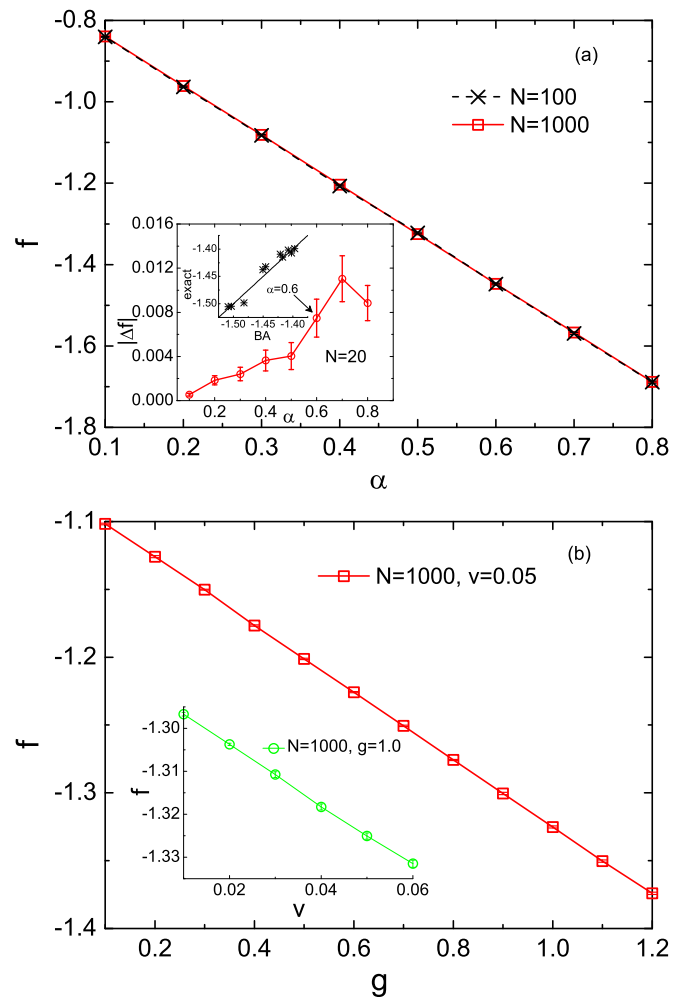 -0.8
(a)
N=100
N=1000
-1.0
-1.2
f
-1.4
-1.6
-1.8
0.1 0.2 0.3 0.4 0.5 0.6 0.7 0.8
α
0.016
0.012
0.008
0.004
0.000
|Δf|
0.2 0.4 0.6 0.8
α
N=20
-1.40
-1.45
-1.50
exact
-1.50 -1.45 -1.40
BA
α=0.6
-1.1
(b)
N=1000, v=0.05
-1.2
f
-1.3
-1.4
0.2 0.4 0.6 0.8 1.0 1.2
g
-1.30
N=1000, g=1.0
-1.31
f
-1.32
-1.33
0.02 0.04 0.06
v